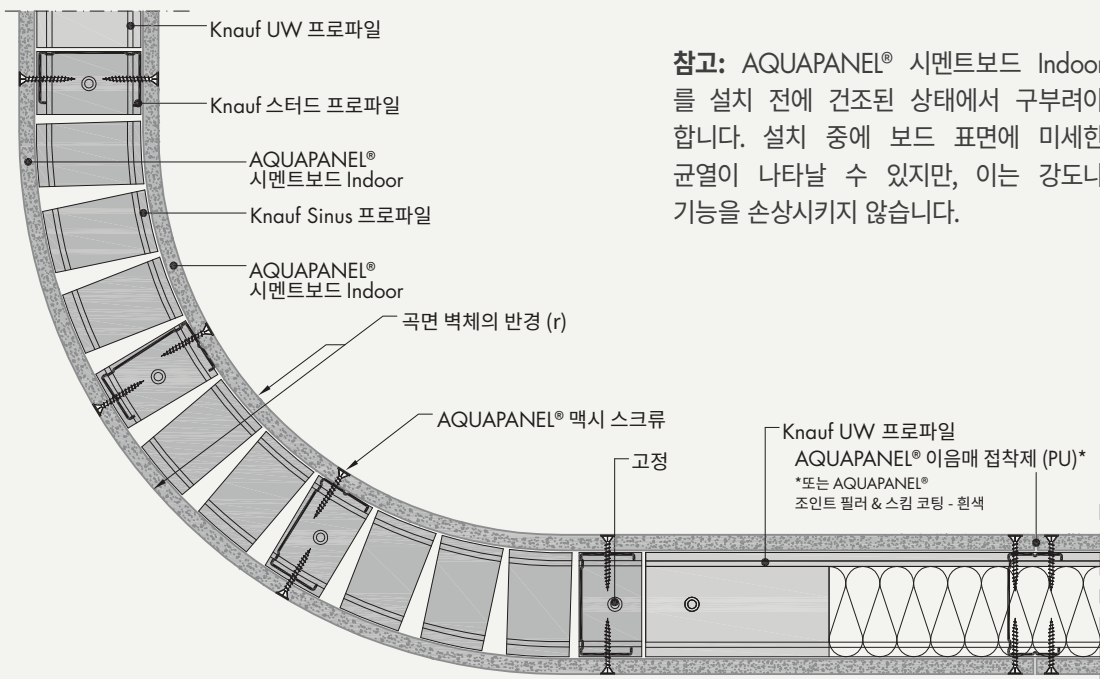 Knauf UW 프로파일
Knauf 스터드 프로파일
AQUAPANEL®
시멘트보드 Indoor
Knauf Sinus 프로파일
AQUAPANEL®
시멘트보드 Indoor
곡면 벽체의 반경 (r)
AQUAPANEL® 맥시 스크류
고정
Knauf UW 프로파일
AQUAPANEL® 이음매 접착제 (PU)*
*또는 AQUAPANEL®
조인트 필러 & 스킴 코팅 - 흰색
참고: AQUAPANEL® 시멘트보드 Indoor
를 설치 전에 건조된 상태에서 구부려야
합니다. 설치 중에 보드 표면에 미세한
균열이 나타날 수 있지만, 이는 강도나
기능을 손상시키지 않습니다.